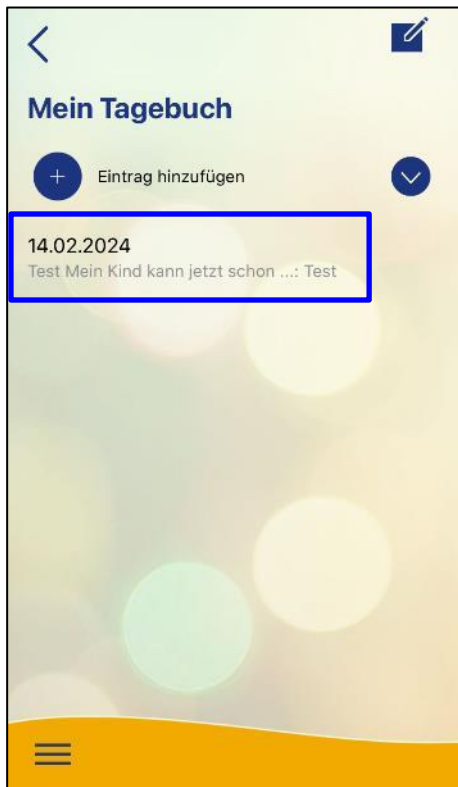 Mein Tagebuch
Eintrag hinzufügen
14.02.2024
Test Mein Kind kann jetzt schon ...: Test